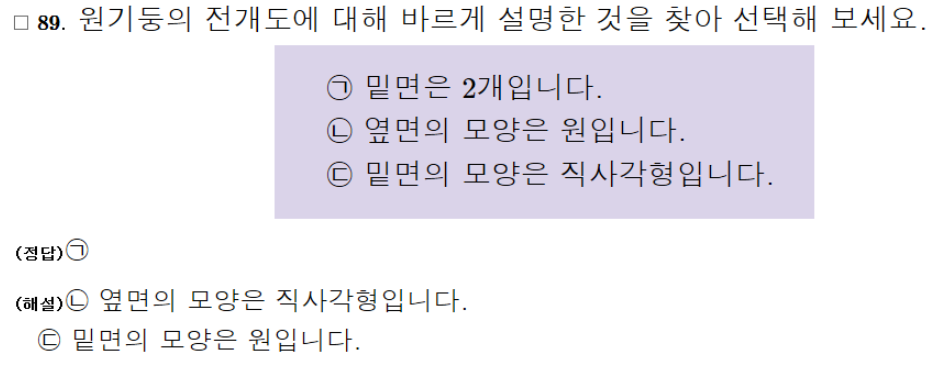 □ 89. 원기둥의 전개도에 대해 바르게 설명한 것을 찾아 선택해 보세요.
㉠ 밑면은 2개입니다.
㉡ 옆면의 모양은 원입니다.
㉢ 밑면의 모양은 직사각형입니다.
(정답)㉠
(해설)㉡ 옆면의 모양은 직사각형입니다.
㉢ 밑면의 모양은 원입니다.